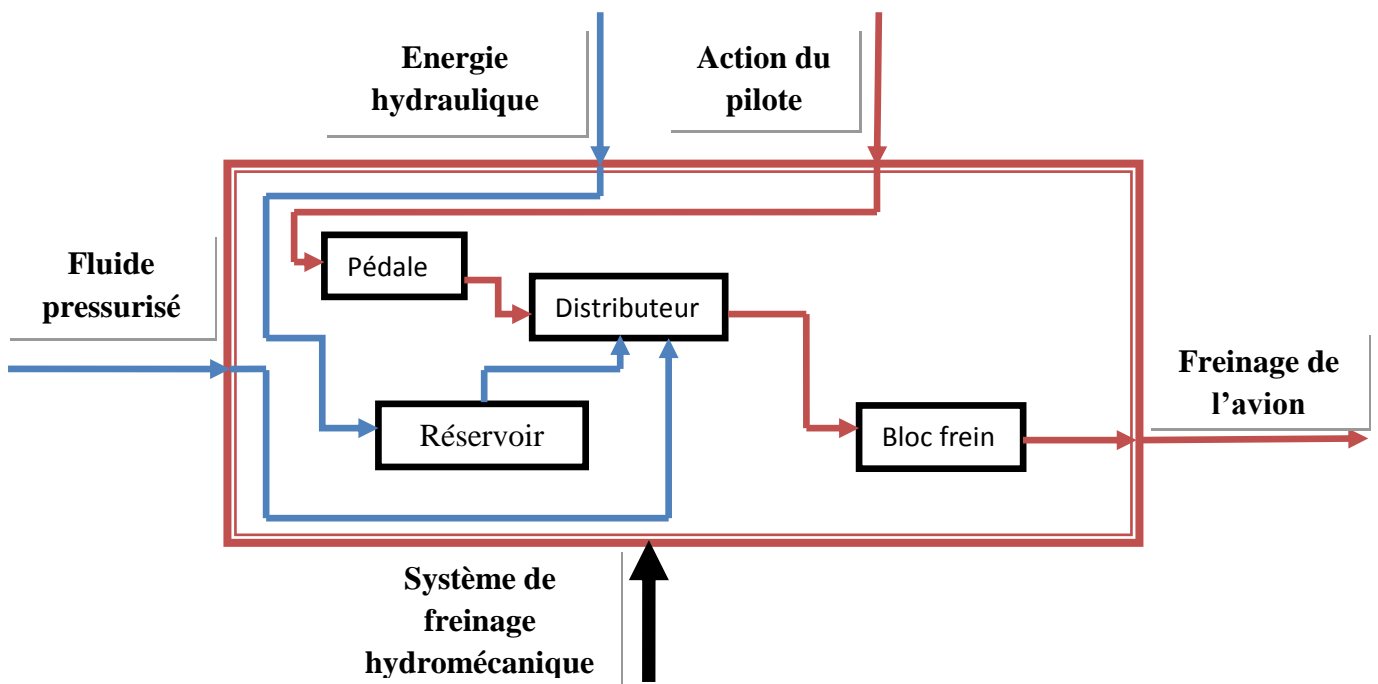 Energie
hydraulique
Action du
pilote
Fluide
pressurisé
Pédale
Distributeur
Réservoir
Bloc frein
Freinage de
l’avion
Système de
freinage
hydromécanique